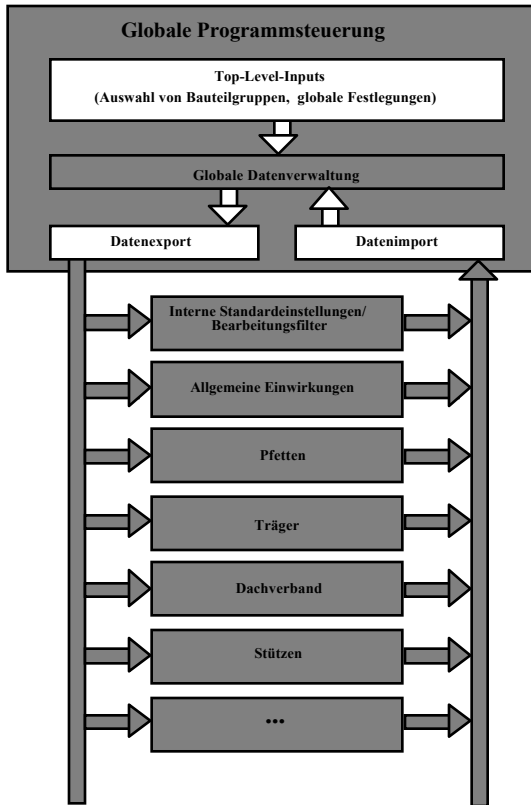 Globale Programmsteuerung
Top-Level-Inputs
(Auswahl von Bauteilgruppen, globale Festlegungen)
Globale Datenverwaltung
Datenexport
Datenimport
Interne Standardeinstellungen/
Bearbeitungsfilter
Allgemeine Einwirkungen
Pfetten
Träger
Dachverband
Stützen
...